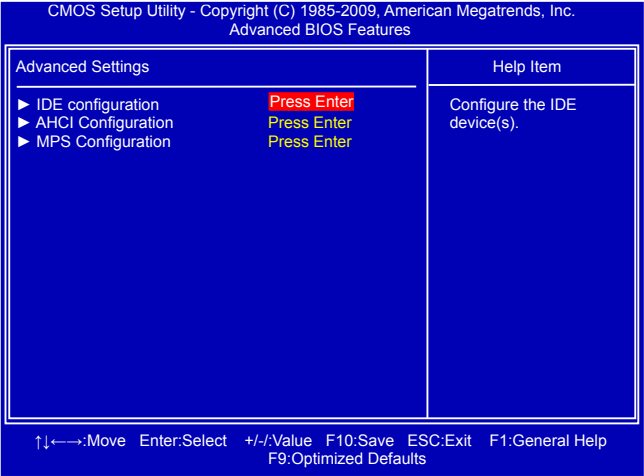 CMOS Setup Utility - Copyright (C) 1985-2009, American Megatrends, Inc.
Advanced BIOS Features
Advanced Settings
► IDE configuration Press Enter
► AHCI Configuration Press Enter
► MPS Configuration Press Enter
Help Item
Configure the IDE
device(s).
↑↓←→:Move Enter:Select +/-/:Value F10:Save ESC:Exit F1:General Help
F9:Optimized Defaults